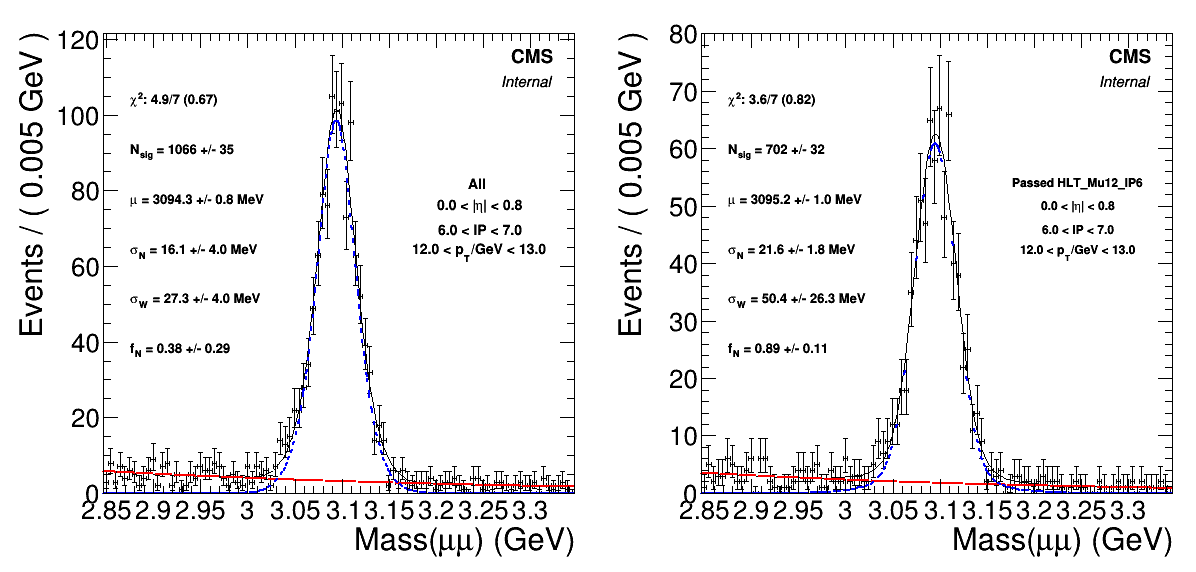 Events / ( 0.005 GeV )
120
100
80
60
40
20
0
CMS
Internal
χ²: 4.9/7 (0.67)
N_sig = 1066 +/- 35
μ = 3094.3 +/- 0.8 MeV
σ_N = 16.1 +/- 4.0 MeV
σ_W = 27.3 +/- 4.0 MeV
f_N = 0.38 +/- 0.29
All
0.0 < |η| < 0.8
6.0 < IP < 7.0
12.0 < p_T/GeV < 13.0
2.85 2.9 2.95 3 3.05 3.1 3.15 3.2 3.25 3.3
Mass(μμ) (GeV)
Events / ( 0.005 GeV )
80
70
60
50
40
30
20
10
0
CMS
Internal
χ²: 3.6/7 (0.82)
N_sig = 702 +/- 32
μ = 3095.2 +/- 1.0 MeV
σ_N = 21.6 +/- 1.8 MeV
σ_W = 50.4 +/- 26.3 MeV
f_N = 0.89 +/- 0.11
Passed HLT_Mu12_IP6
0.0 < |η| < 0.8
6.0 < IP < 7.0
12.0 < p_T/GeV < 13.0
2.85 2.9 2.95 3 3.05 3.1 3.15 3.2 3.25 3.3
Mass(μμ) (GeV)